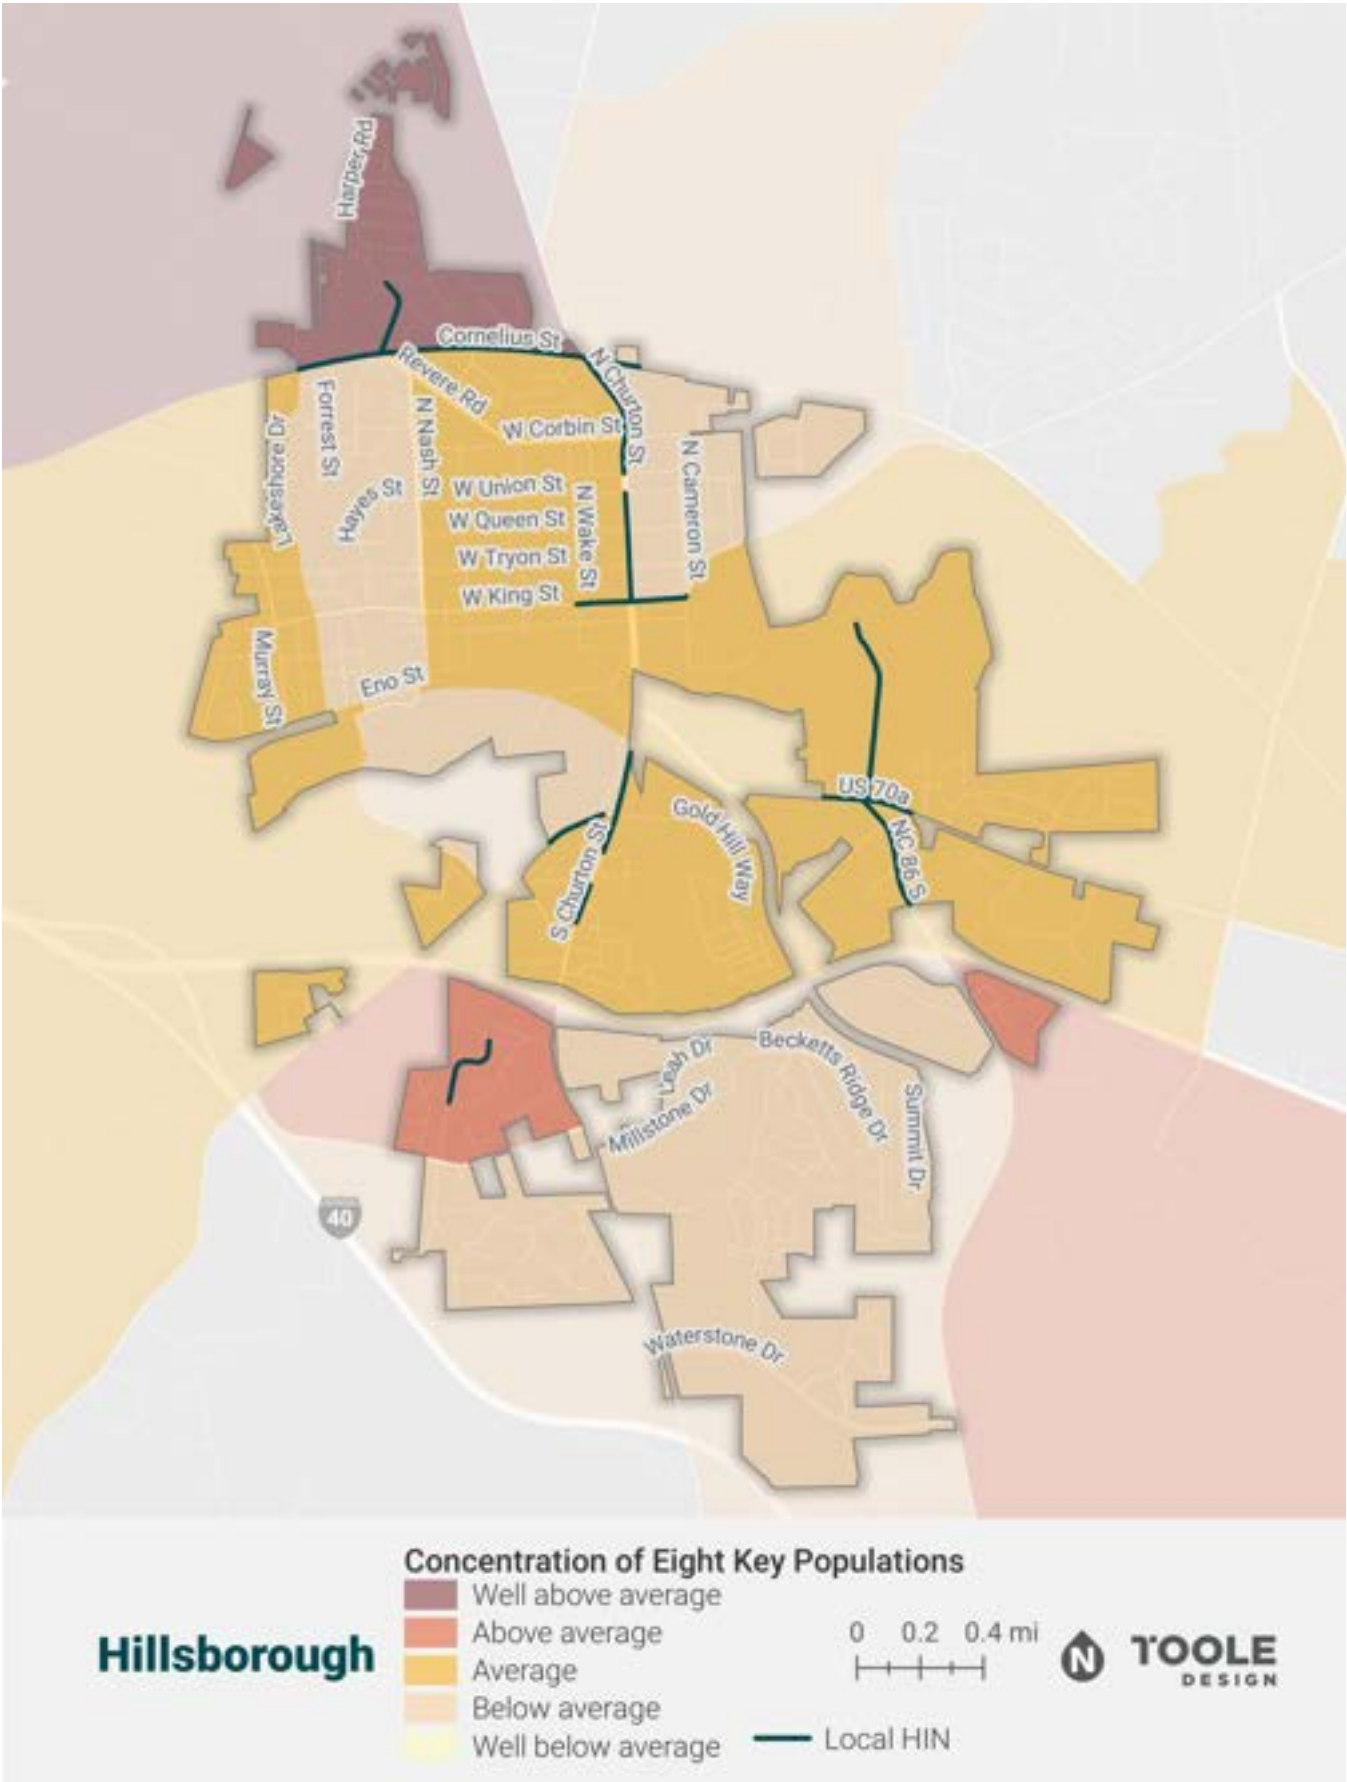 Harper Rd
Cornelius St
Revere Rd
N Churton St
Forrest St
N Nash St
W Corbin St
Lakeshore Dr
Hayes St
W Union St
N Wake St
N Cameron St
W Queen St
W Tryon St
W King St
Murray St
Eno St
US 70a
Gold Hill Way
NC 86 S
S Churton St
Leah Dr
Becketts Ridge Dr
Millstone Dr
Summit Dr
40
Waterstone Dr
Concentration of Eight Key Populations
Well above average
Above average
Average
Below average
Well below average
Hillsborough
0 0.2 0.4 mi
Local HIN
N
TOOLE
DESIGN